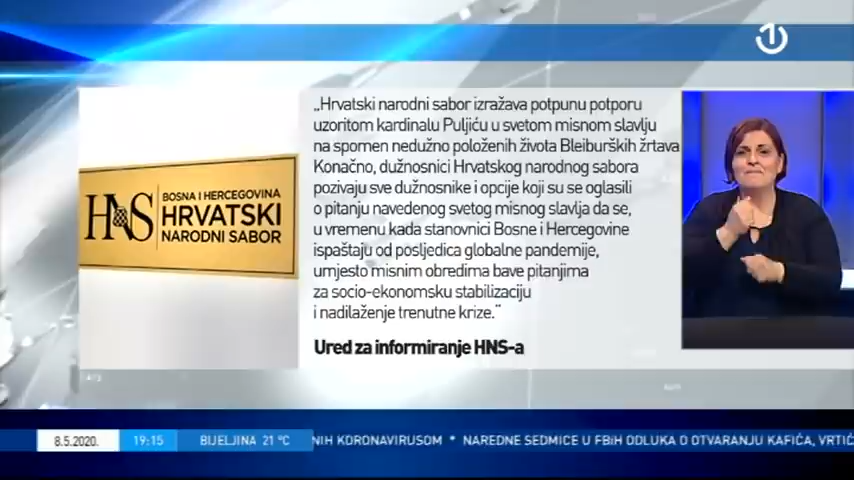 1
„Hrvatski narodni sabor izražava potpunu potporu
uzoritom kardinalu Puljiću u svetom misnom slavlju
na spomen nedužno položenih života Bleiburških žrtava
Konačno, dužnosnici Hrvatskog narodnog sabora
pozivaju sve dužnosnike i opcije koji su se oglasili
o pitanju navedenog svetog misnog slavlja da se,
u vremenu kada stanovnici Bosne i Hercegovine
ispaštaju od posljedica globalne pandemije,
umjesto misnim obredima bave pitanjima
za socio-ekonomsku stabilizaciju
i nadilaženje trenutne krize.“
Ured za informiranje HNS-a
HNS
BOSNA I HERCEGOVINA
HRVATSKI
NARODNI SABOR
8.5.2020. 19:15 BIJELJINA 21 °C NIH KORONAVIRUSOM * NAREDNE SEDMICE U FBiH ODLUKA O OTVARANJU KAFIĆA, VRTIĆ